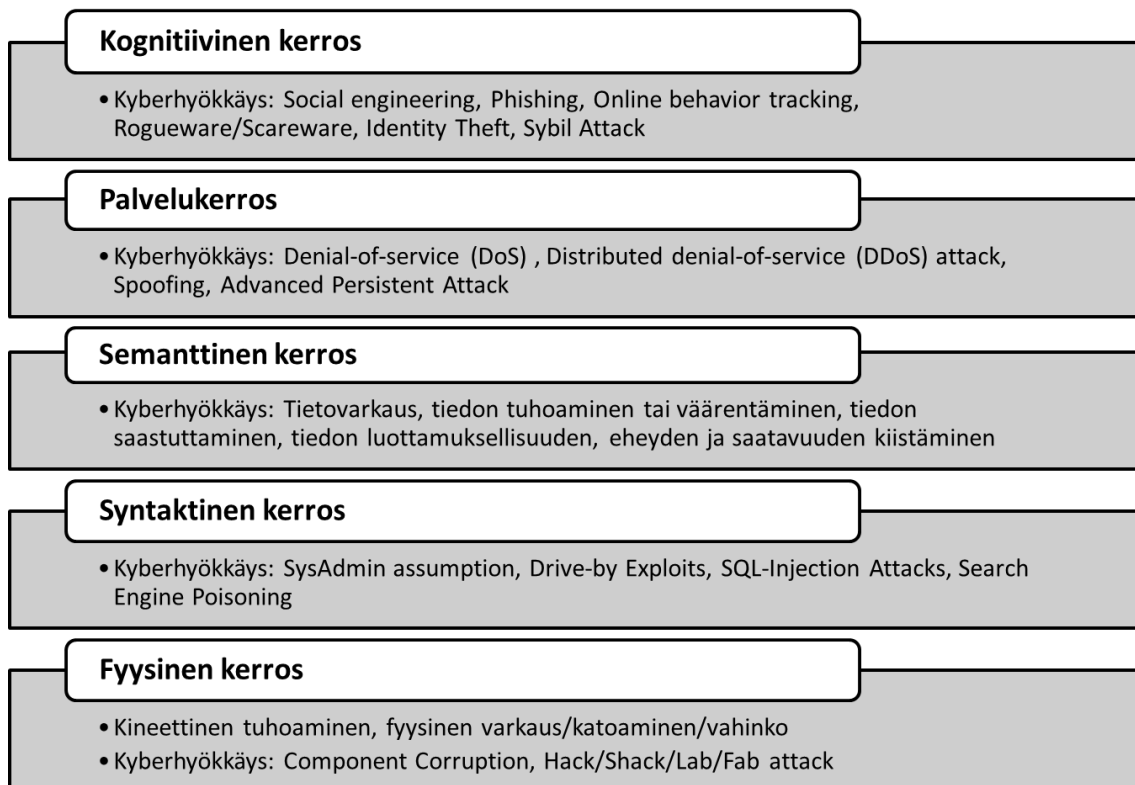 Kognitiivinen kerros
• Kyberhyökkäys: Social engineering, Phishing, Online behavior tracking,
Rogueware/Scareware, Identity Theft, Sybil Attack
Palvelukerros
• Kyberhyökkäys: Denial-of-service (DoS) , Distributed denial-of-service (DDoS) attack,
Spoofing, Advanced Persistent Attack
Semanttinen kerros
• Kyberhyökkäys: Tietovarkaus, tiedon tuhoaminen tai väärentäminen, tiedon
saastuttaminen, tiedon luottamuksellisuuden, eheyden ja saatavuuden kiistäminen
Syntaktinen kerros
• Kyberhyökkäys: SysAdmin assumption, Drive-by Exploits, SQL-Injection Attacks, Search
Engine Poisoning
Fyysinen kerros
• Kineettinen tuhoaminen, fyysinen varkaus/katoaminen/vahinko
• Kyberhyökkäys: Component Corruption, Hack/Shack/Lab/Fab attack